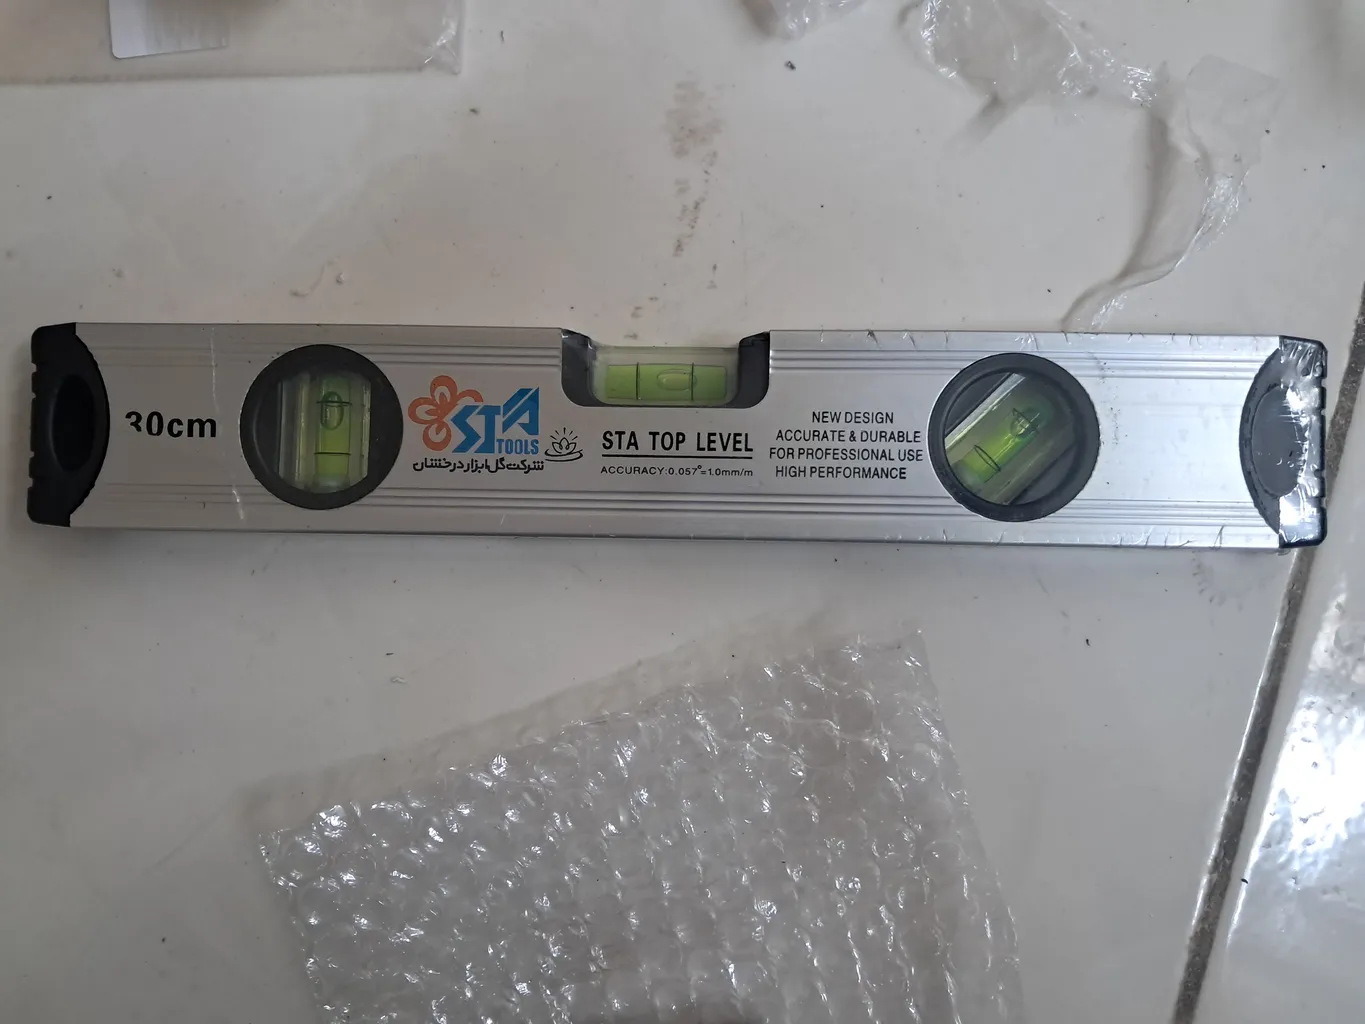 30cm
STA
TOOLS
شرکت گل ابزار درخشان
STA TOP LEVEL
ACCURACY:0.057°=1.0mm/m
NEW DESIGN
ACCURATE & DURABLE
FOR PROFESSIONAL USE
HIGH PERFORMANCE